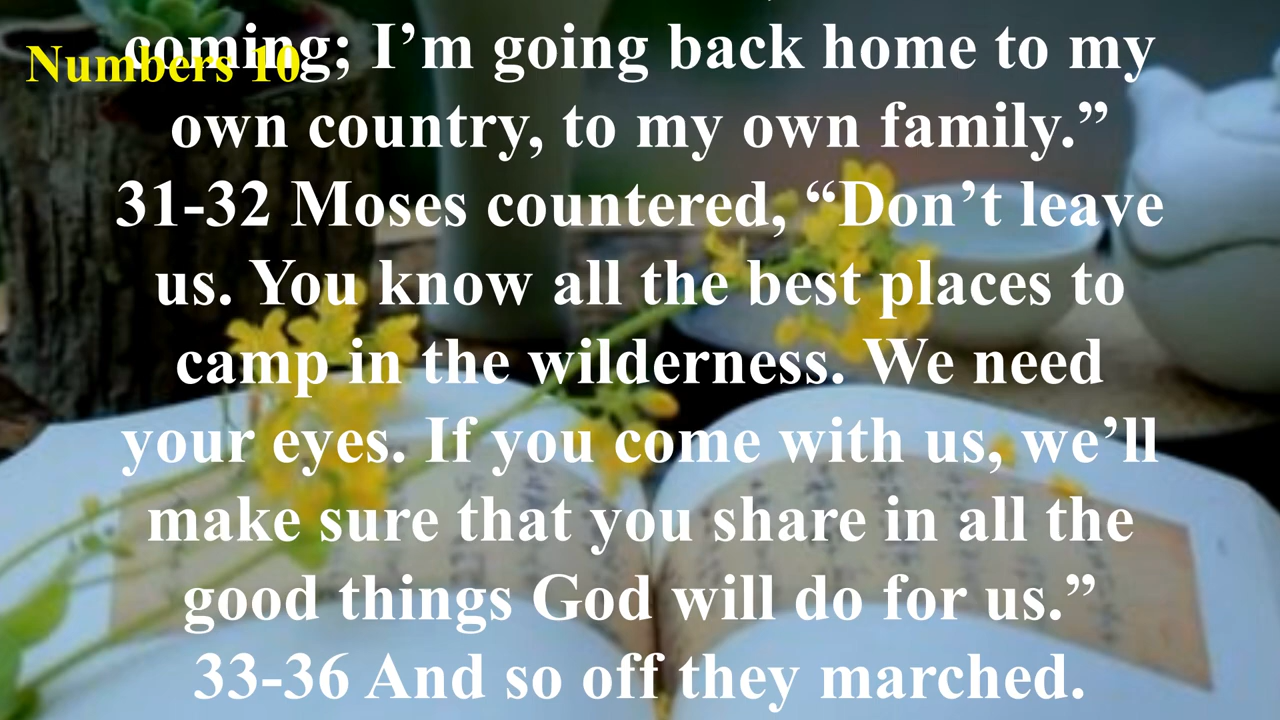 Numbers 10
coming; I’m going back home to my
own country, to my own family.”
31-32 Moses countered, “Don’t leave
us. You know all the best places to
camp in the wilderness. We need
your eyes. If you come with us, we’ll
make sure that you share in all the
good things God will do for us.”
33-36 And so off they marched.